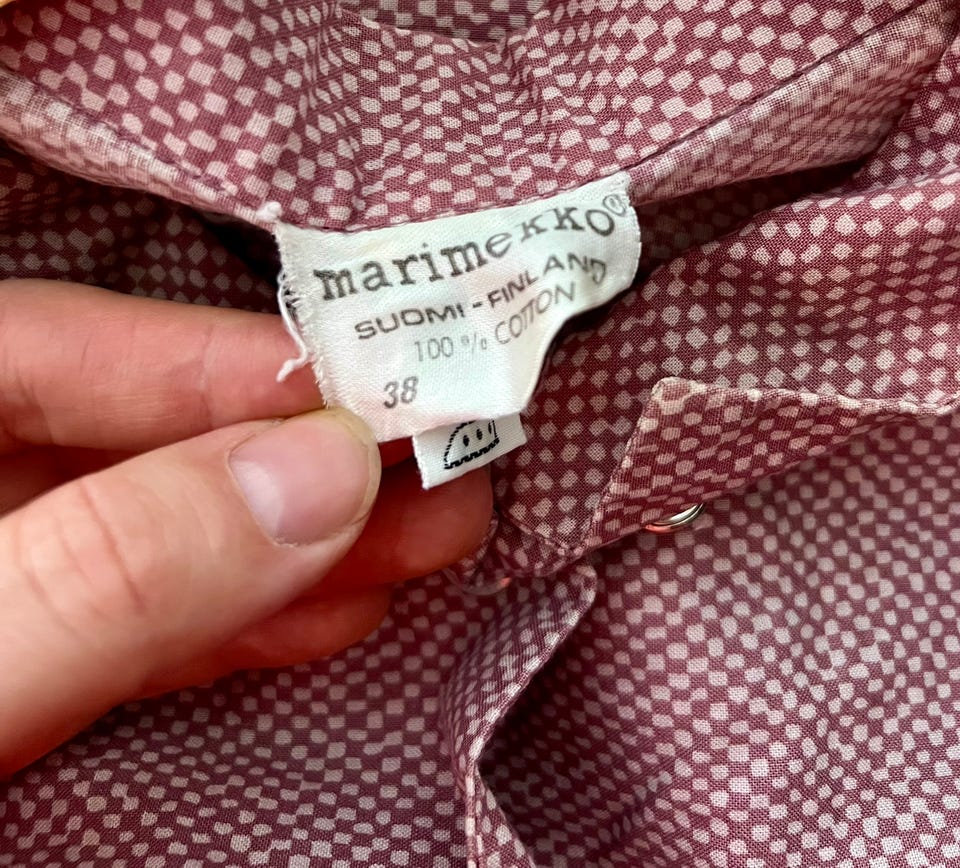 marimekko®
SUOMI - FINLAND
100 % COTTON
38